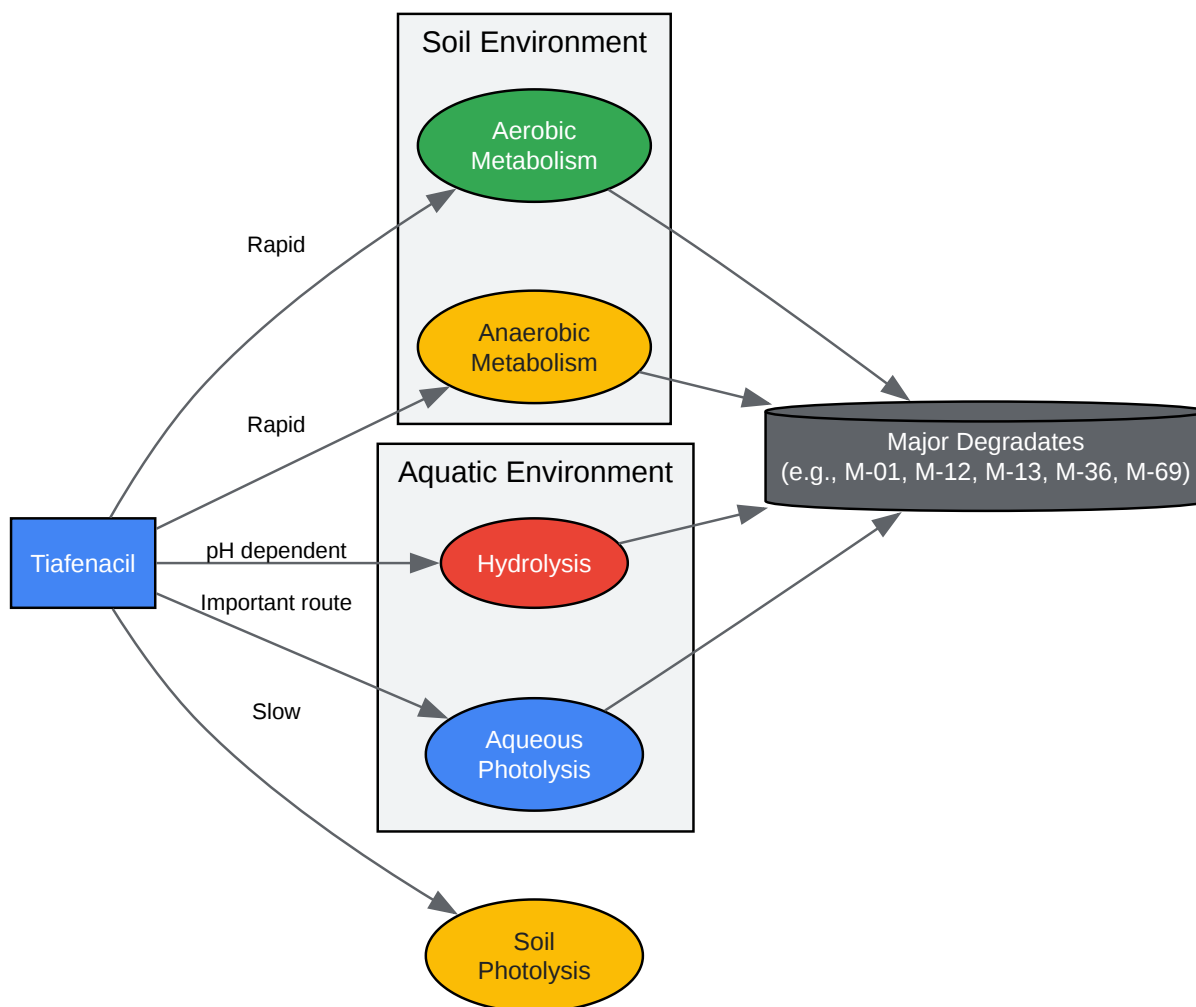 Soil Environment
Aerobic
Metabolism
Rapid
Anaerobic
Metabolism
Rapid
Major Degradates
(e.g., M-01, M-12, M-13, M-36, M-69)
Aquatic Environment
Tiafenacil
pH dependent
Hydrolysis
Important route
Slow
Aqueous
Photolysis
Soil
Photolysis